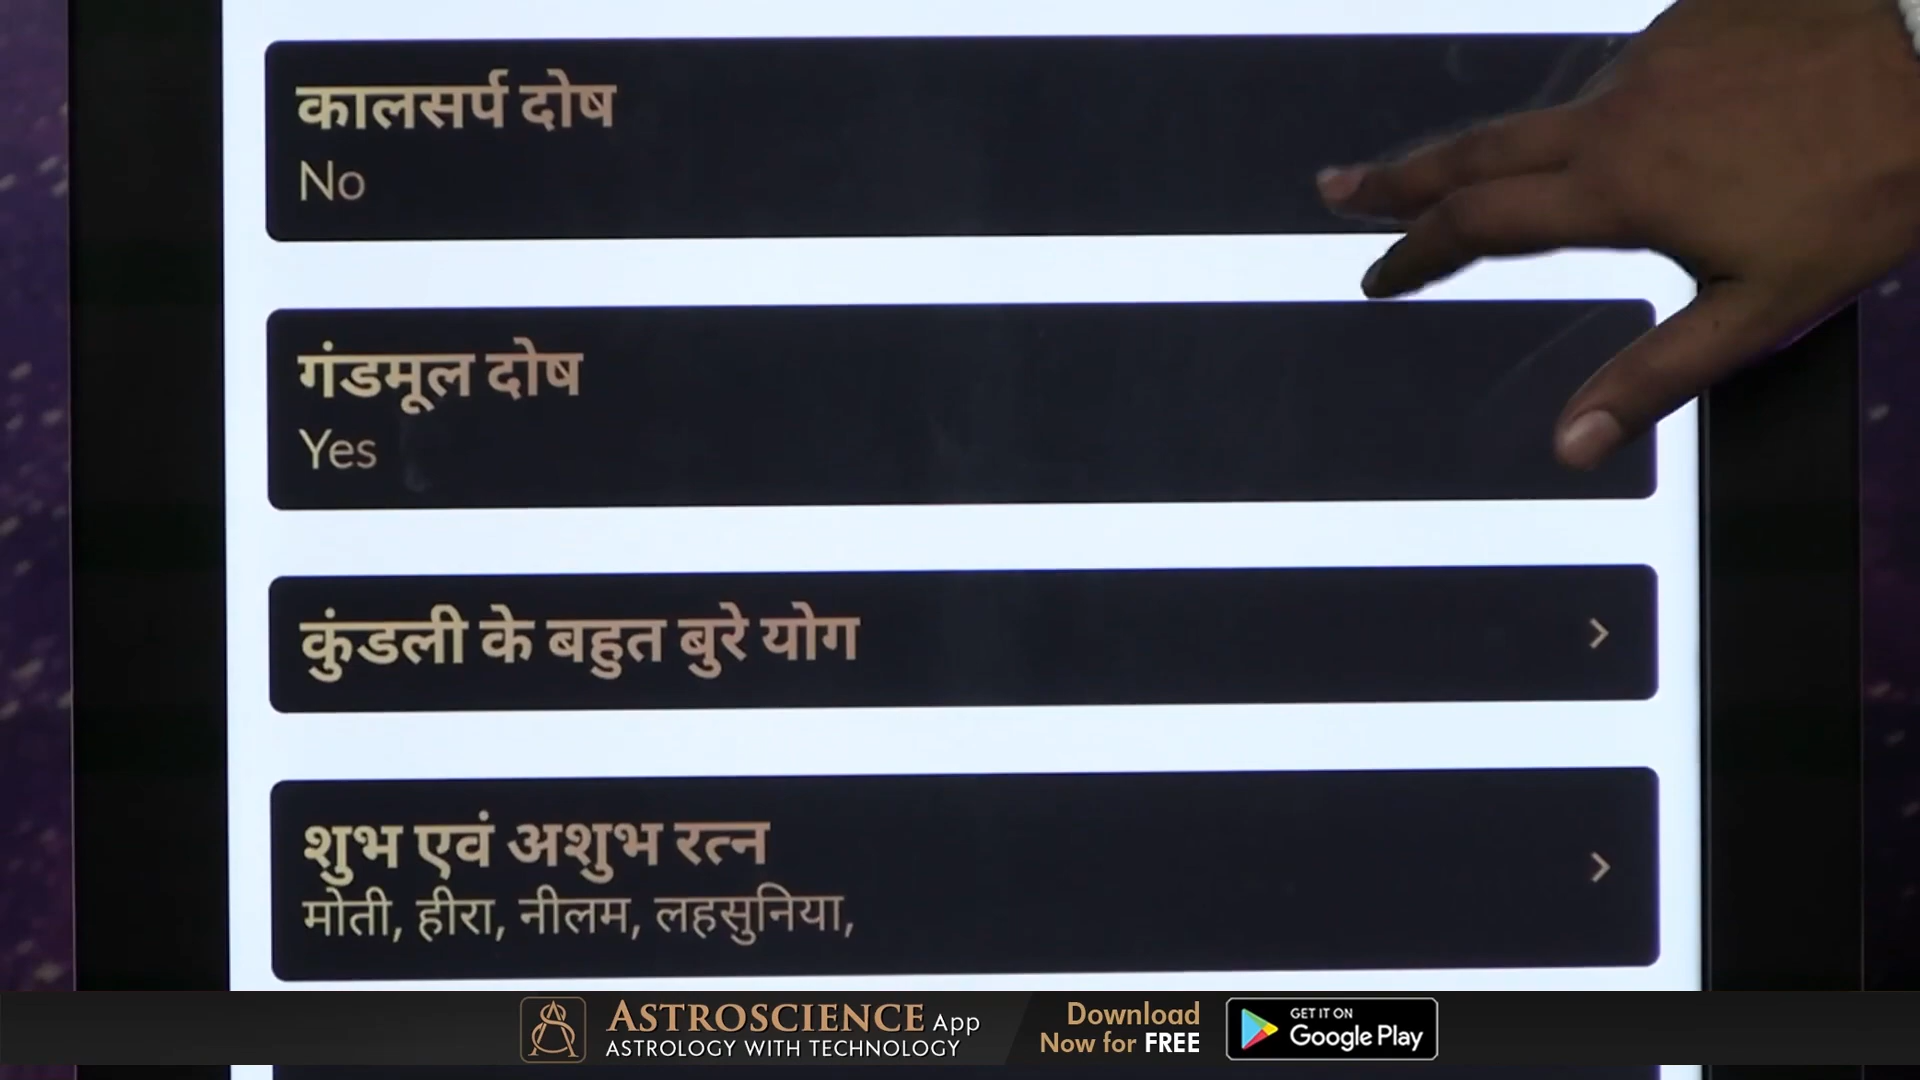 कालसर्प दोष
No
गंडमूल दोष
Yes
कुंडली के बहुत बुरे योग
शुभ एवं अशुभ रत्न
मोती, हीरा, नीलम, लहसुनिया,
ASTROSCIENCE App
ASTROLOGY WITH TECHNOLOGY
Download
Now for FREE
GET IT ON
Google Play